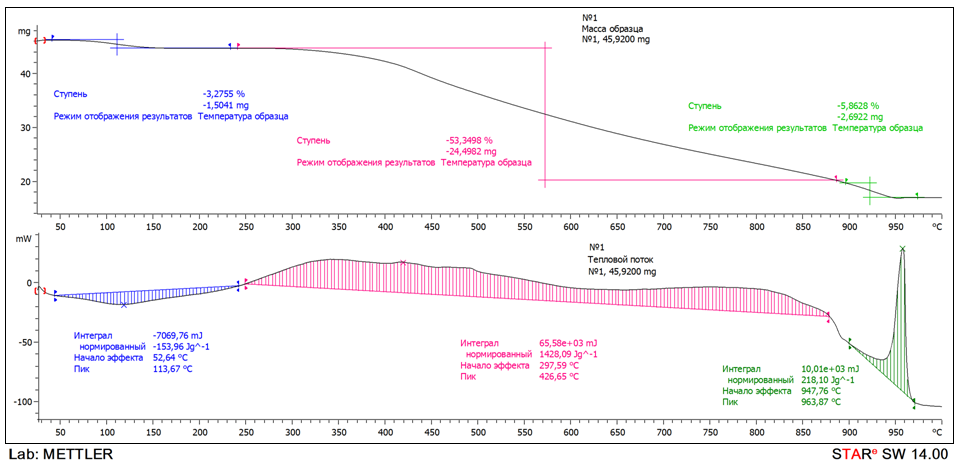 №1
Масса образца
№1, 45,9200 mg
mg
40
30
20
Ступень -3,2755 %
-1,5041 mg
Режим отображения результатов Температура образца
Ступень -53,3498 %
-24,4982 mg
Режим отображения результатов Температура образца
Ступень -5,8628 %
-2,6922 mg
Режим отображения результатов Температура образца
50 100 150 200 250 300 350 400 450 500 550 600 650 700 750 800 850 900 950 °C
mW
0
-50
-100
№1
Тепловой поток
№1, 45,9200 mg
Интеграл -7069,76 mJ
нормированный -153,96 Jg^-1
Начало эффекта 52,64 °C
Пик 113,67 °C
Интеграл 65,58e+03 mJ
нормированный 1428,09 Jg^-1
Начало эффекта 297,59 °C
Пик 426,65 °C
Интеграл 10,01e+03 mJ
нормированный 218,10 Jg^-1
Начало эффекта 947,76 °C
Пик 963,87 °C
50 100 150 200 250 300 350 400 450 500 550 600 650 700 750 800 850 900 950 °C
Lab: METTLER STARe SW 14.00